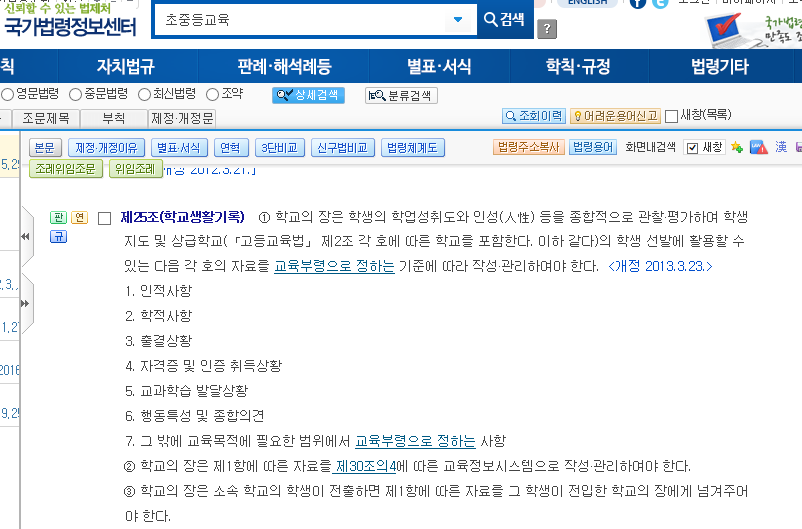 신뢰할 수 있는 법제처
국가법령정보센터
초중등교육
검색
?
ENGLISH
국가법령
만족도 조
칙 자치법규 판례·해석례등 별표·서식 학칙·규정 법령기타
영문법령 중문법령 최신법령 조약 상세검색 분류검색
조문제목 부칙 제정·개정문 조회이력 어려운용어신고 새창(목록)
본문 제정·개정이유 별표·서식 연혁 3단비교 신구법비교 법령체계도 법령주소복사 법령용어 화면내검색 새창 漢
조례위임조문 위임조례 개정 2012.3.21.]
판 연 제25조(학교생활기록) ① 학교의 장은 학생의 학업성취도와 인성(人性) 등을 종합적으로 관찰·평가하여 학생
규 지도 및 상급학교(「고등교육법」 제2조 각 호에 따른 학교를 포함한다. 이하 같다)의 학생 선발에 활용할 수
있는 다음 각 호의 자료를 교육부령으로 정하는 기준에 따라 작성·관리하여야 한다. <개정 2013.3.23.>
1. 인적사항
2. 학적사항
3. 출결상황
4. 자격증 및 인증 취득상황
5. 교과학습 발달상황
6. 행동특성 및 종합의견
7. 그 밖에 교육목적에 필요한 범위에서 교육부령으로 정하는 사항
② 학교의 장은 제1항에 따른 자료를 제30조의4에 따른 교육정보시스템으로 작성·관리하여야 한다.
③ 학교의 장은 소속 학교의 학생이 전출하면 제1항에 따른 자료를 그 학생이 전입한 학교의 장에게 넘겨주어
야 한다.